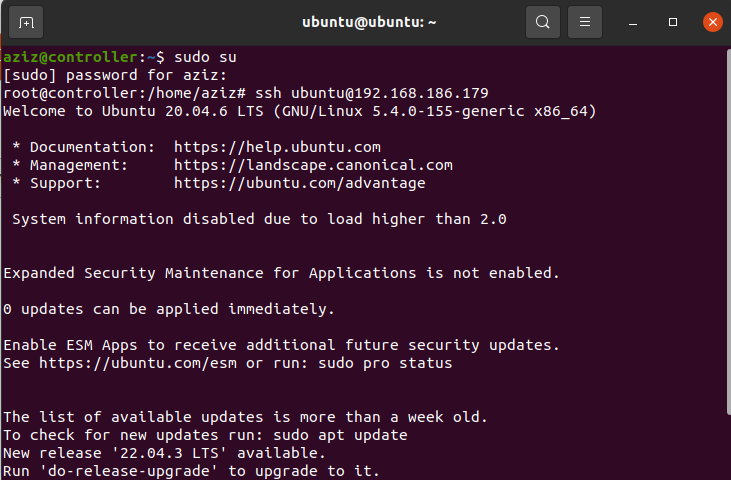 ubuntu@ubuntu: ~
aziz@controller:~$ sudo su
[sudo] password for aziz:
root@controller:/home/aziz# ssh ubuntu@192.168.186.179
Welcome to Ubuntu 20.04.6 LTS (GNU/Linux 5.4.0-155-generic x86_64)
* Documentation:  https://help.ubuntu.com
* Management:     https://landscape.canonical.com
* Support:        https://ubuntu.com/advantage
System information disabled due to load higher than 2.0
Expanded Security Maintenance for Applications is not enabled.
0 updates can be applied immediately.
Enable ESM Apps to receive additional future security updates.
See https://ubuntu.com/esm or run: sudo pro status
The list of available updates is more than a week old.
To check for new updates run: sudo apt update
New release '22.04.3 LTS' available.
Run 'do-release-upgrade' to upgrade to it.